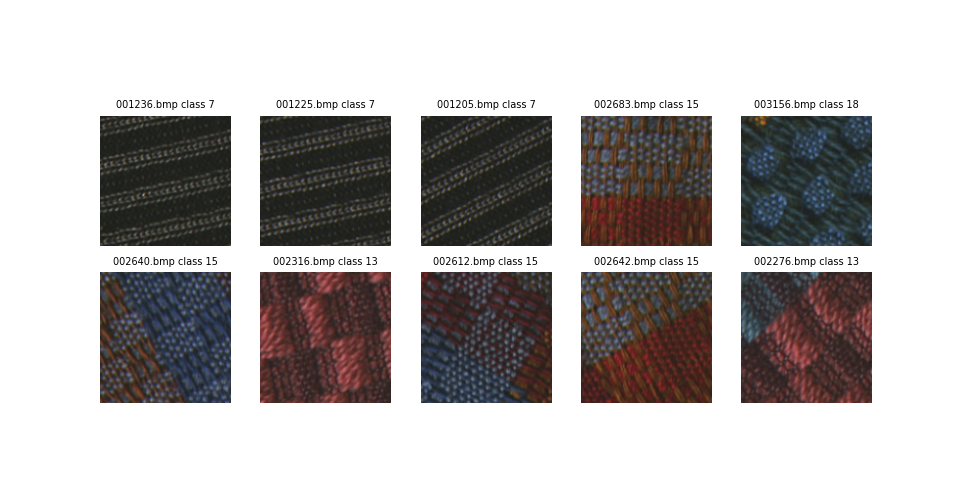 001236.bmp class 7
001225.bmp class 7
001205.bmp class 7
002683.bmp class 15
003156.bmp class 18
002640.bmp class 15
002316.bmp class 13
002612.bmp class 15
002642.bmp class 15
002276.bmp class 13